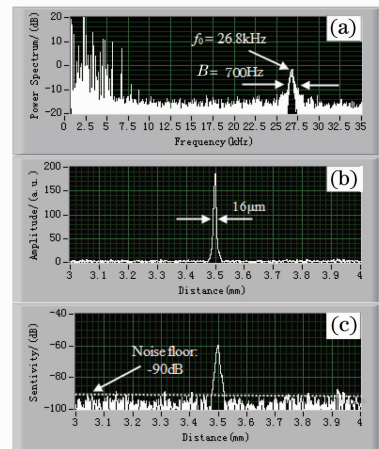 (a)
f₀ = 26.8kHz
B = 700Hz
Power Spectrum/(dB)
20
10
0
-10
-20
0 2.5 5 7.5 10 12.5 15 17.5 20 22.5 25 27.5 30 32.5 35
Frequency(kHz)
(b)
16μm
Amplitude/(a.u.)
200
150
100
50
0
3 3.1 3.2 3.3 3.4 3.5 3.6 3.7 3.8 3.9 4
Distance(mm)
(c)
Noise floor:
-90dB
Sentivity/(dB)
-40
-60
-80
-100
3 3.1 3.2 3.3 3.4 3.5 3.6 3.7 3.8 3.9 4
Distance(mm)